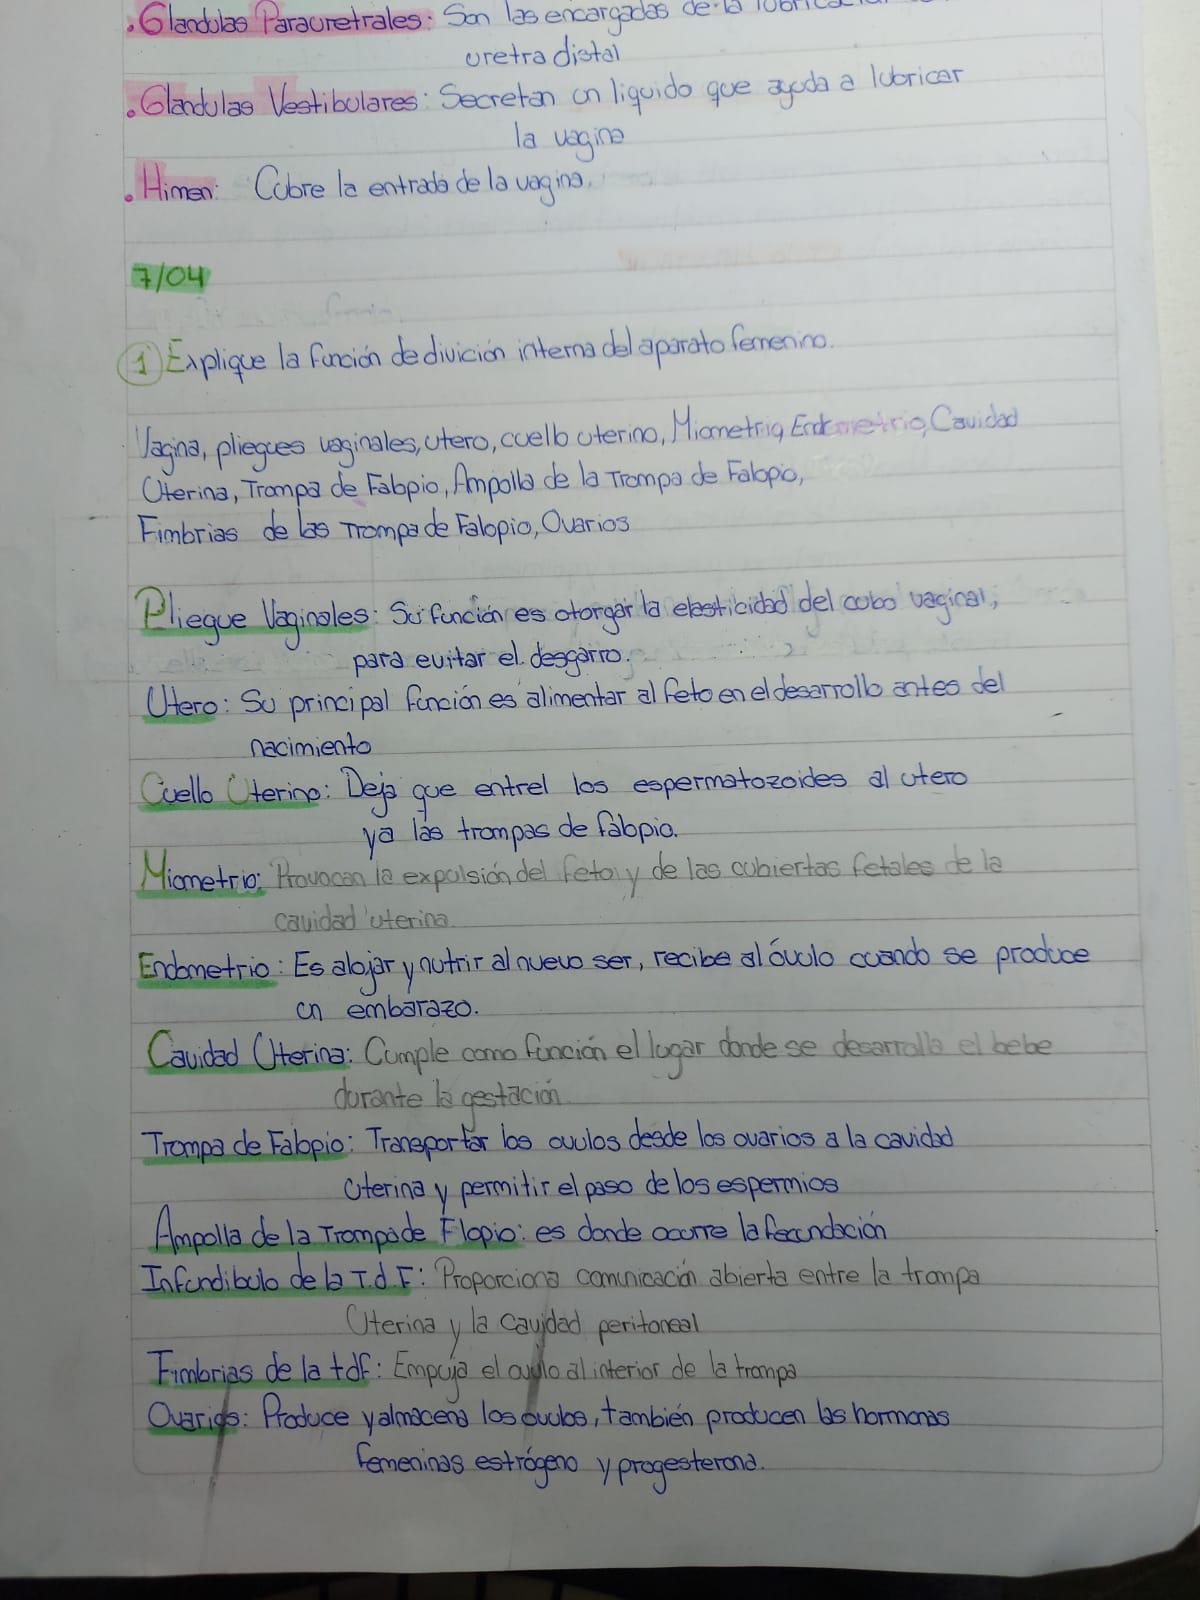 .Glandulas Parauretrales: Son las encargadas de la
uretra distal
.Glandulas Vestibulares: Secretan un liquido que ayuda a lubricar
la vagina
.Himen: Cubre la entrada de la vagina.
7/04
1 Explique la función de divición interna del aparato femenino.
Vagina, pliegues vaginales, utero, cuello uterino, Miometrio, Endometrio, Cavidad
Uterina, Trompa de Falopio, Ampolla de la Trompa de Falopio,
Fimbrias de las Trompa de Falopio, Ovarios
Pliegue Vaginales: Su función es otorgar la elasticidad del cubo vaginal,
para evitar el desgarro.
Utero: Su principal función es alimentar al feto en el desarrollo antes del
nacimiento
Cuello Uterino: Deja que entrel los espermatozoides al utero
ya las trompas de falopio.
Miometrio: Provocan la expulsión del feto y de las cubiertas fetales de la
cavidad uterina.
Endometrio: Es alojar y nutrir al nuevo ser, recibe al óvulo cuando se produce
un embarazo.
Cavidad Uterina: Cumple como función el lugar donde se desarrolla el bebe
durante la gestación.
Trompa de Falopio: Transportar los ovulos desde los ovarios a la cavidad
Uterina y permitir el paso de los espermios
Ampolla de la Trompa de Flopio: es donde ocurre la fecundación
Infundibulo de la T.d.F: Proporciona comunicación abierta entre la trompa
Uterina y la cavidad peritoneal
Fimbrias de la tdf: Empuja el ovulo al interior de la trompa
Ovarios: Produce y almacena los ovulos, también producen las hormonas
femeninas estrógeno y progesterona.